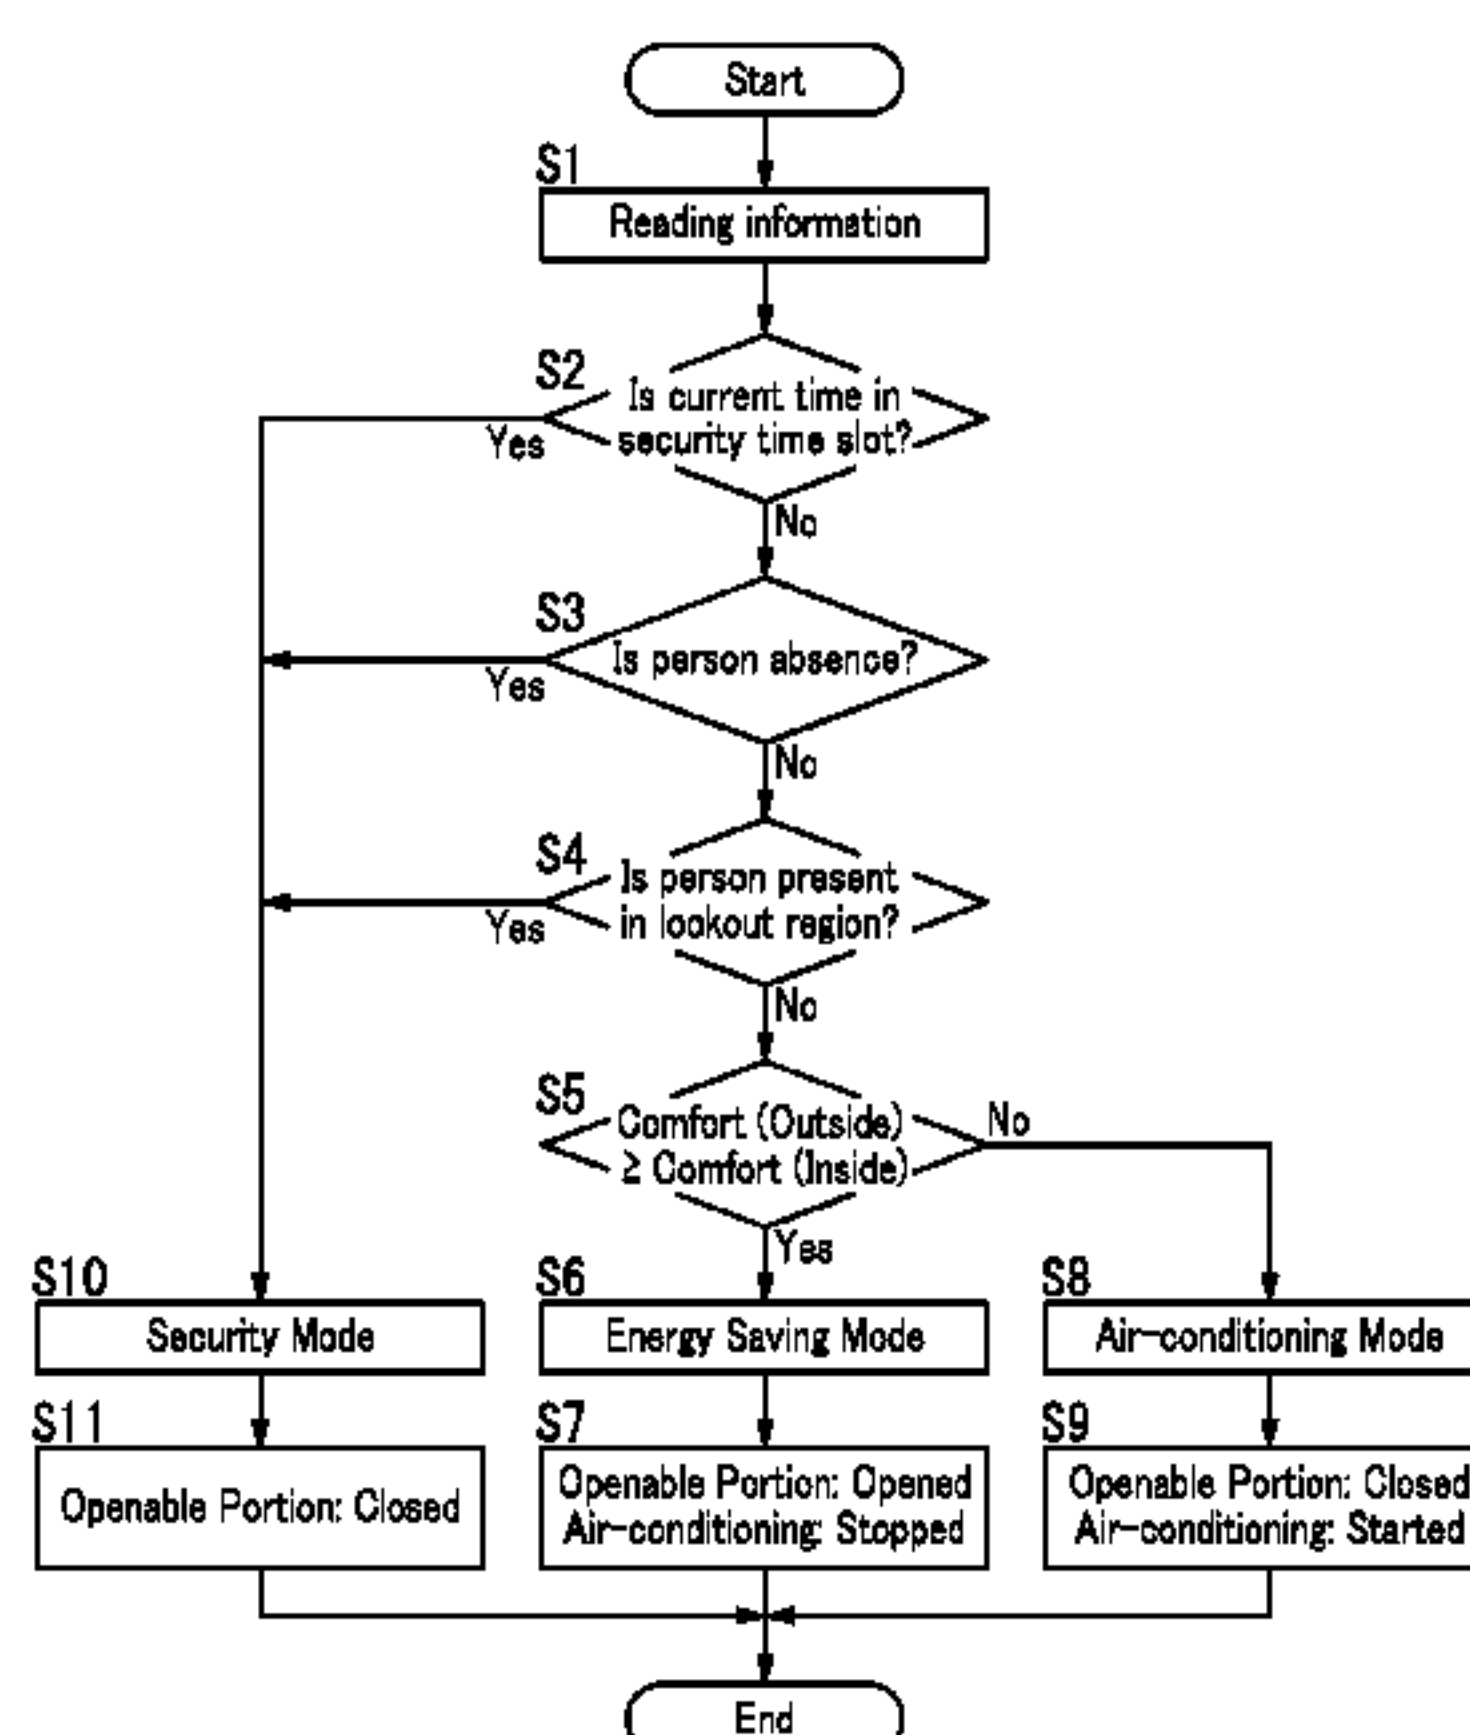 Start
S1
Reading information
S2
Is current time in
security time slot?
Yes
No
S3
Is person absence?
Yes
No
S4
Is person present
in lookout region?
Yes
No
S5
Comfort (Outside)
≥ Comfort (Inside)
No
Yes
S10
Security Mode
S6
Energy Saving Mode
S8
Air-conditioning Mode
S11
Openable Portion: Closed
S7
Openable Portion: Opened
Air-conditioning: Stopped
S9
Openable Portion: Closed
Air-conditioning: Started
End